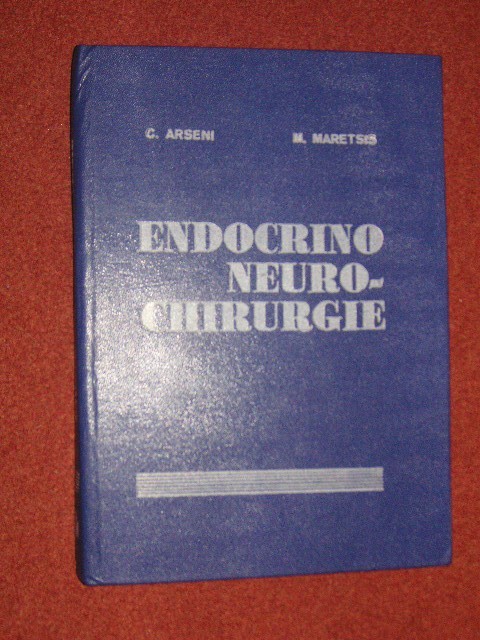 C. ARSENI M. MARETSIS
ENDOCRINO
NEURO-
CHIRURGIE